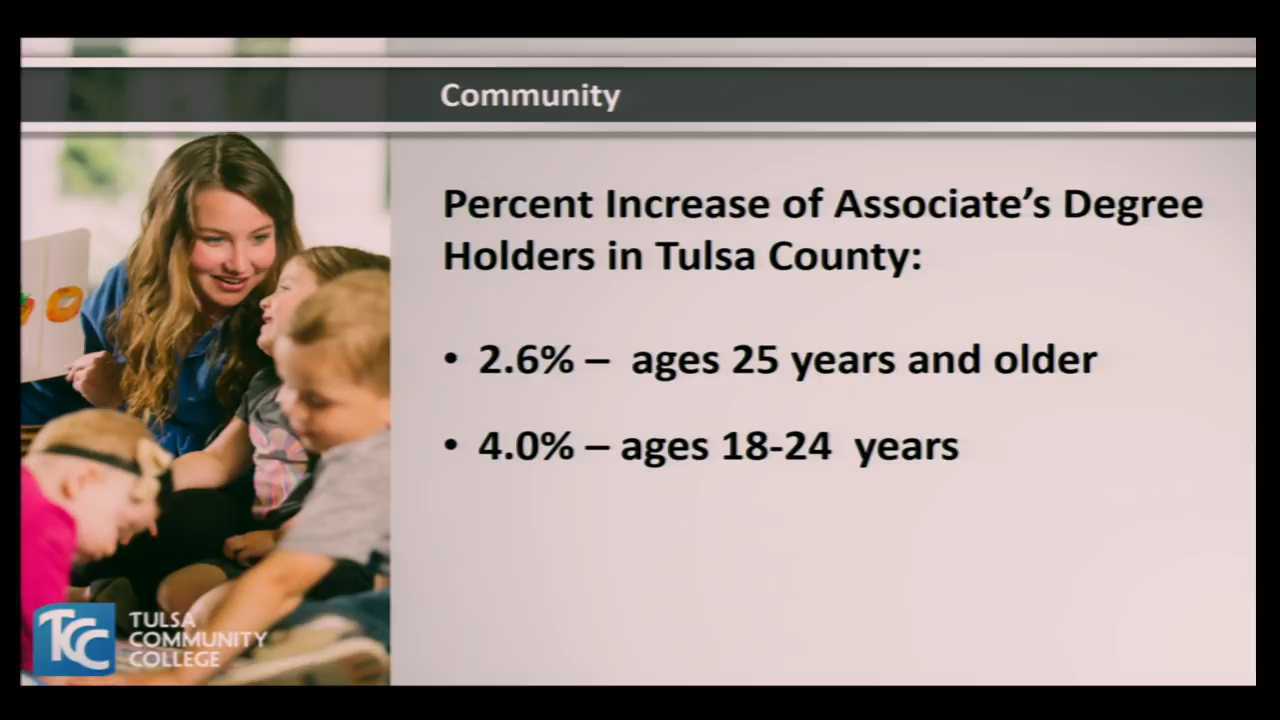 Community
Percent Increase of Associate’s Degree
Holders in Tulsa County:
• 2.6% – ages 25 years and older
• 4.0% – ages 18-24 years
TCC
TULSA
COMMUNITY
COLLEGE